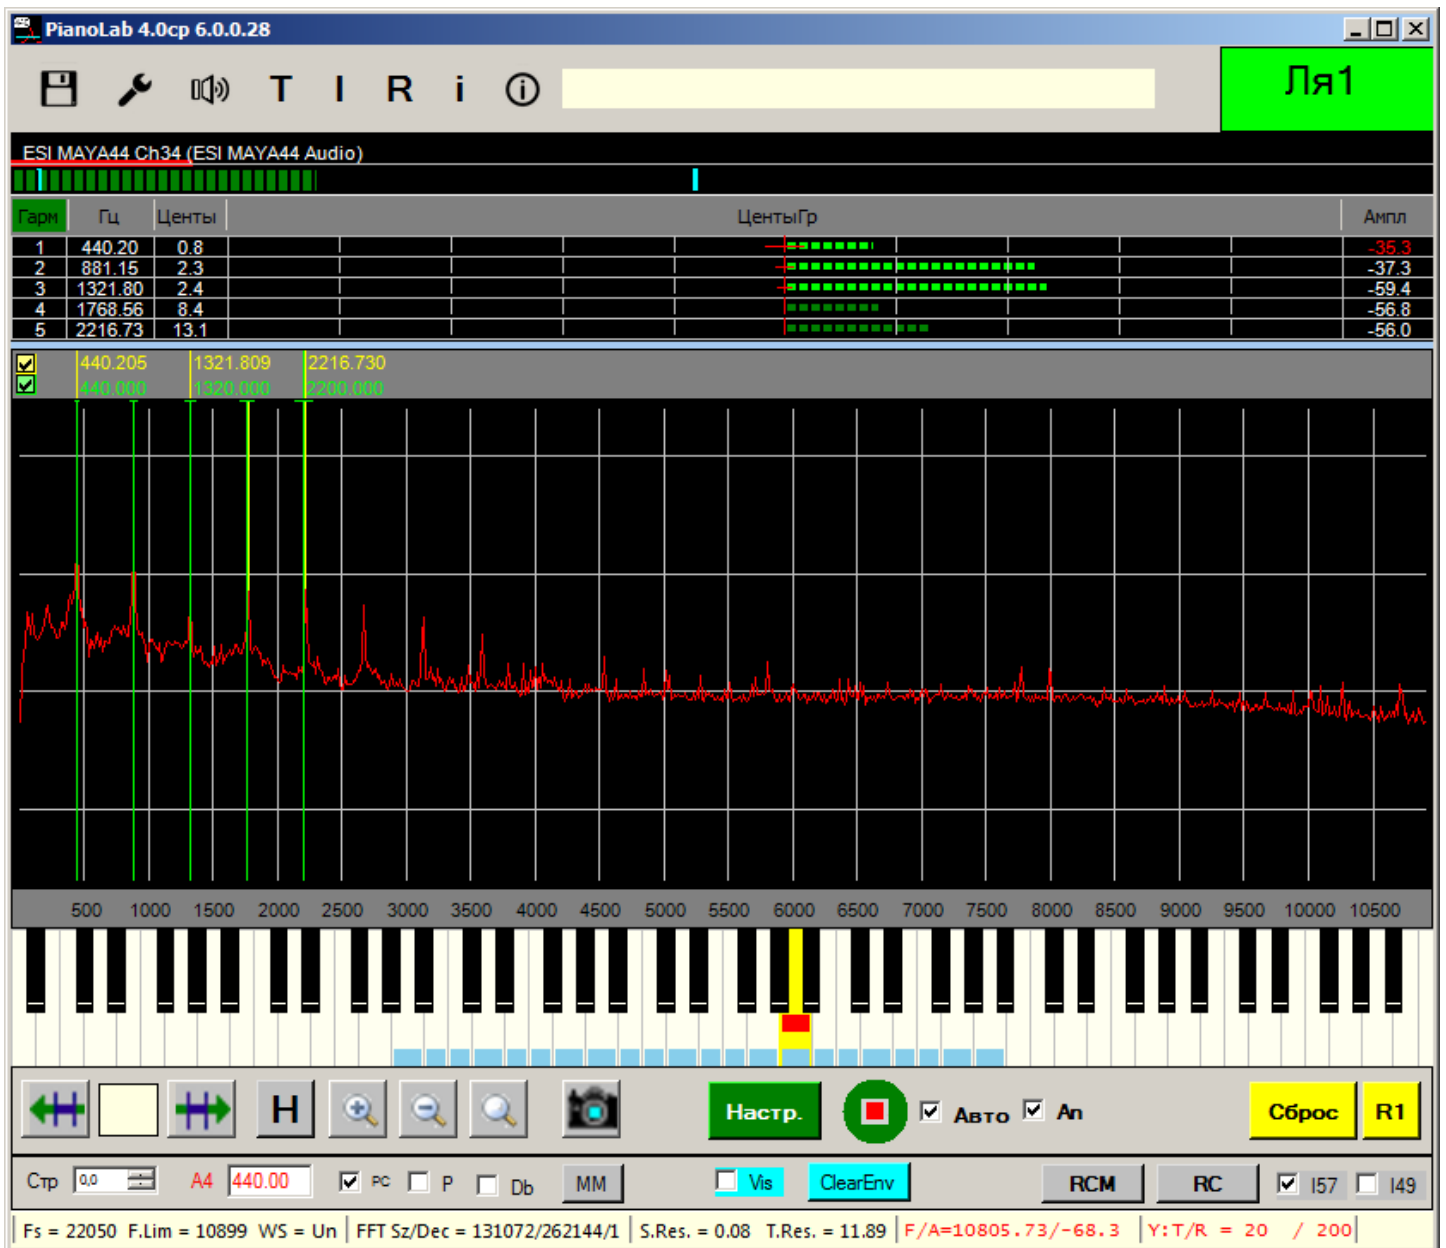 PianoLab 4.0cp 6.0.0.28
T I R i
Ля1
ESI MAYA44 Ch34 (ESI MAYA44 Audio)
Гарм Гц Центы ЦентыГр Ампл
1 440.20 0.8 -35.3
2 881.15 2.3 -37.3
3 1321.80 2.4 -59.4
4 1768.56 8.4 -56.8
5 2216.73 13.1 -56.0
440.205 1321.809 2216.730
440.000 1320.000 2200.000
500 1000 1500 2000 2500 3000 3500 4000 4500 5000 5500 6000 6500 7000 7500 8000 8500 9000 9500 10000 10500
H Настр. Авто An Сброс R1
Стр 0,0 A4 440.00 PC P Db MM Vis ClearEnv RCM RC I57 I49
Fs = 22050 F.Lim = 10899 WS = Un FFT Sz/Dec = 131072/262144/1 S.Res. = 0.08 T.Res. = 11.89 F/A=10805.73/-68.3 Y:T/R = 20 / 200